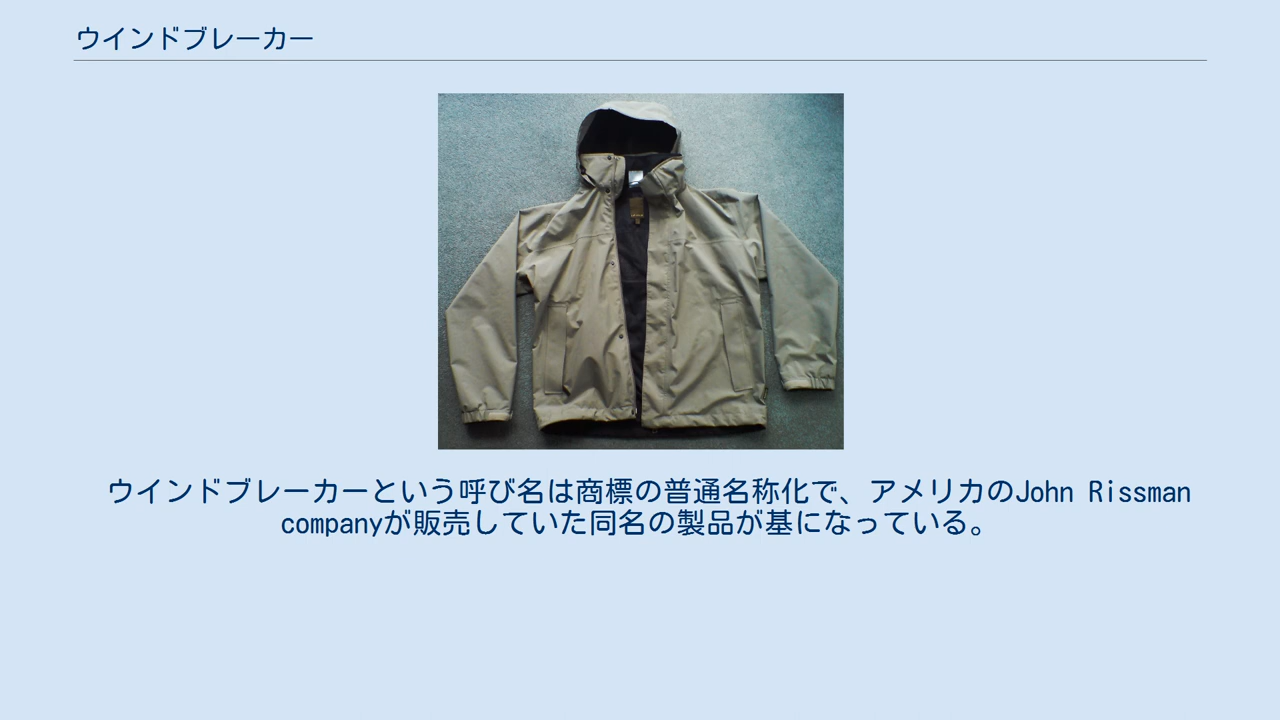 ウインドブレーカー
ウインドブレーカーという呼び名は商標の普通名称化で、アメリカのJohn Rissman
companyが販売していた同名の製品が基になっている。